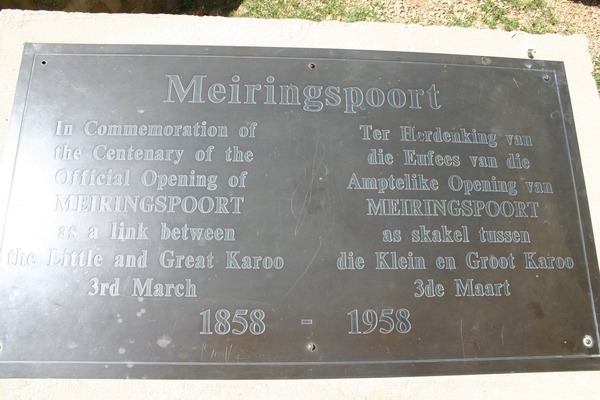 Meiringspoort
In Commemoration of
the Centenary of the
Official Opening of
MEIRINGSPOORT
as a link between
the Little and Great Karoo
3rd March
Ter Herdenking van
die Eufees van die
Amptelike Opening van
MEIRINGSPOORT
as skakel tussen
die Klein en Groot Karoo
3de Maart
1858 - 1958